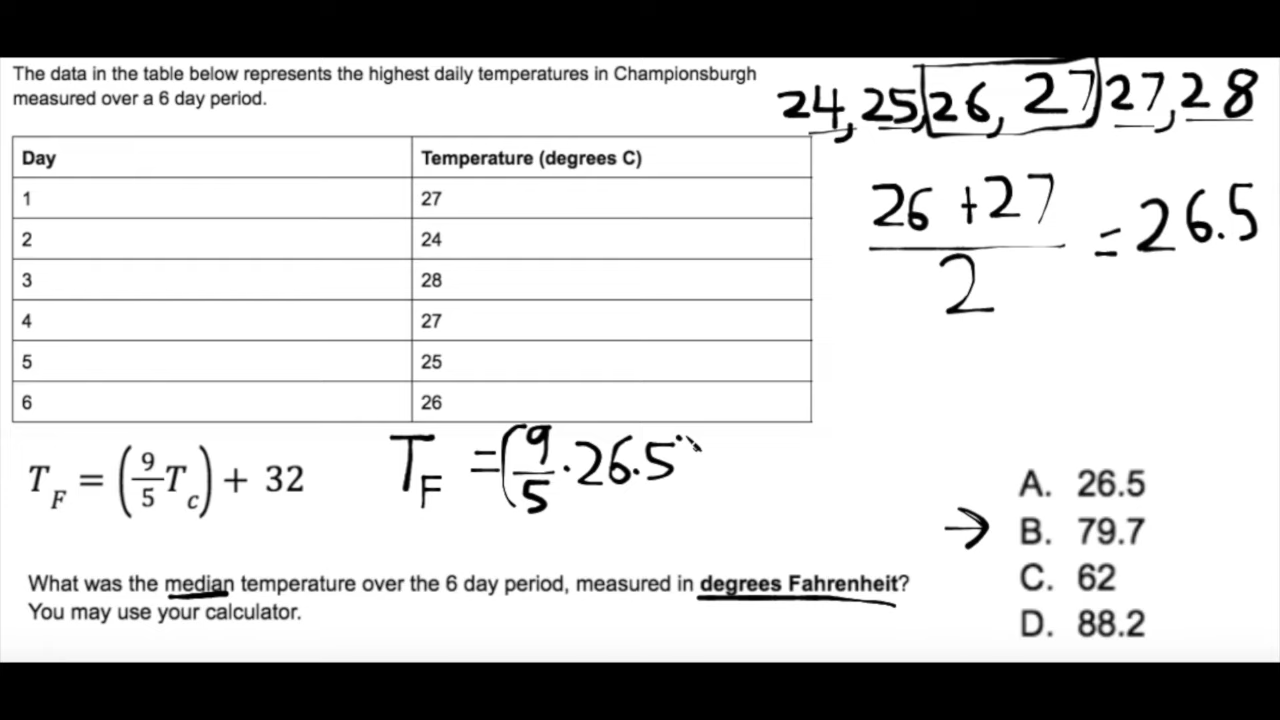 The data in the table below represents the highest daily temperatures in Championsburgh
measured over a 6 day period.
24, 25, 26, 27 27, 28
Day Temperature (degrees C)
1 27
2 24
3 28
4 27
5 25
6 26
26 + 27
2
= 26.5
T_F = (9/5 T_c) + 32
T_F = (9/5 · 26.5
What was the median temperature over the 6 day period, measured in degrees Fahrenheit?
You may use your calculator.
A. 26.5
→ B. 79.7
C. 62
D. 88.2